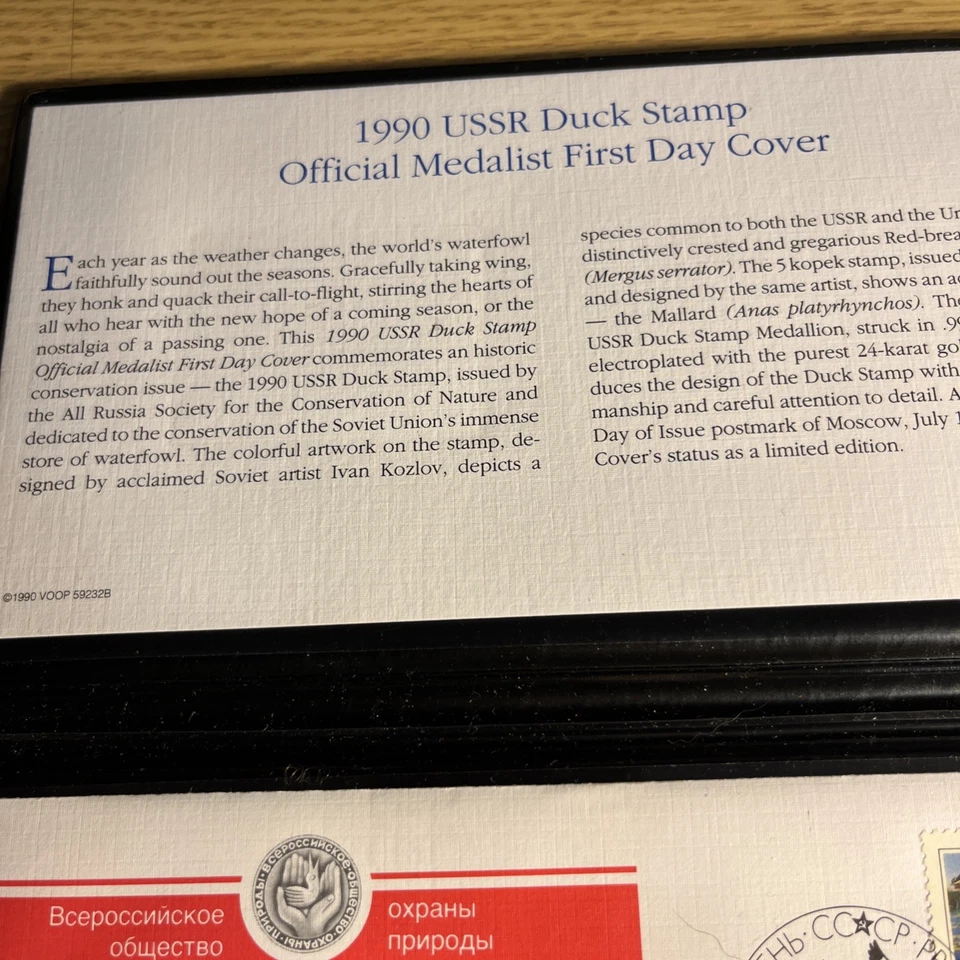 1990 USSR Duck Stamp
Official Medalist First Day Cover
Each year as the weather changes, the world's waterfowl
faithfully sound out the seasons. Gracefully taking wing,
they honk and quack their call-to-flight, stirring the hearts of
all who hear with the new hope of a coming season, or the
nostalgia of a passing one. This 1990 USSR Duck Stamp
Official Medalist First Day Cover commemorates an historic
conservation issue — the 1990 USSR Duck Stamp, issued by
the All Russia Society for the Conservation of Nature and
dedicated to the conservation of the Soviet Union's immense
store of waterfowl. The colorful artwork on the stamp, de-
signed by acclaimed Soviet artist Ivan Kozlov, depicts a
species common to both the USSR and the
distinctively crested and gregarious
(Mergus serrator). The 5 kopek stamp, issued
and designed by the same artist, shows an
— the Mallard (Anas platyrhynchos).
USSR Duck Stamp Medallion, struck in
electroplated with the purest 24-karat
duces the design of the Duck Stamp with
manship and careful attention to detail.
Day of Issue postmark of Moscow, July
Cover's status as a limited edition.
©1990 VOOP 59232B
ВСЕРОССИЙСКОЕ·ОБЩЕСТВО·ОХРАНЫ·ПРИРОДЫ
Всероссийское
общество
охраны
природы
СССР